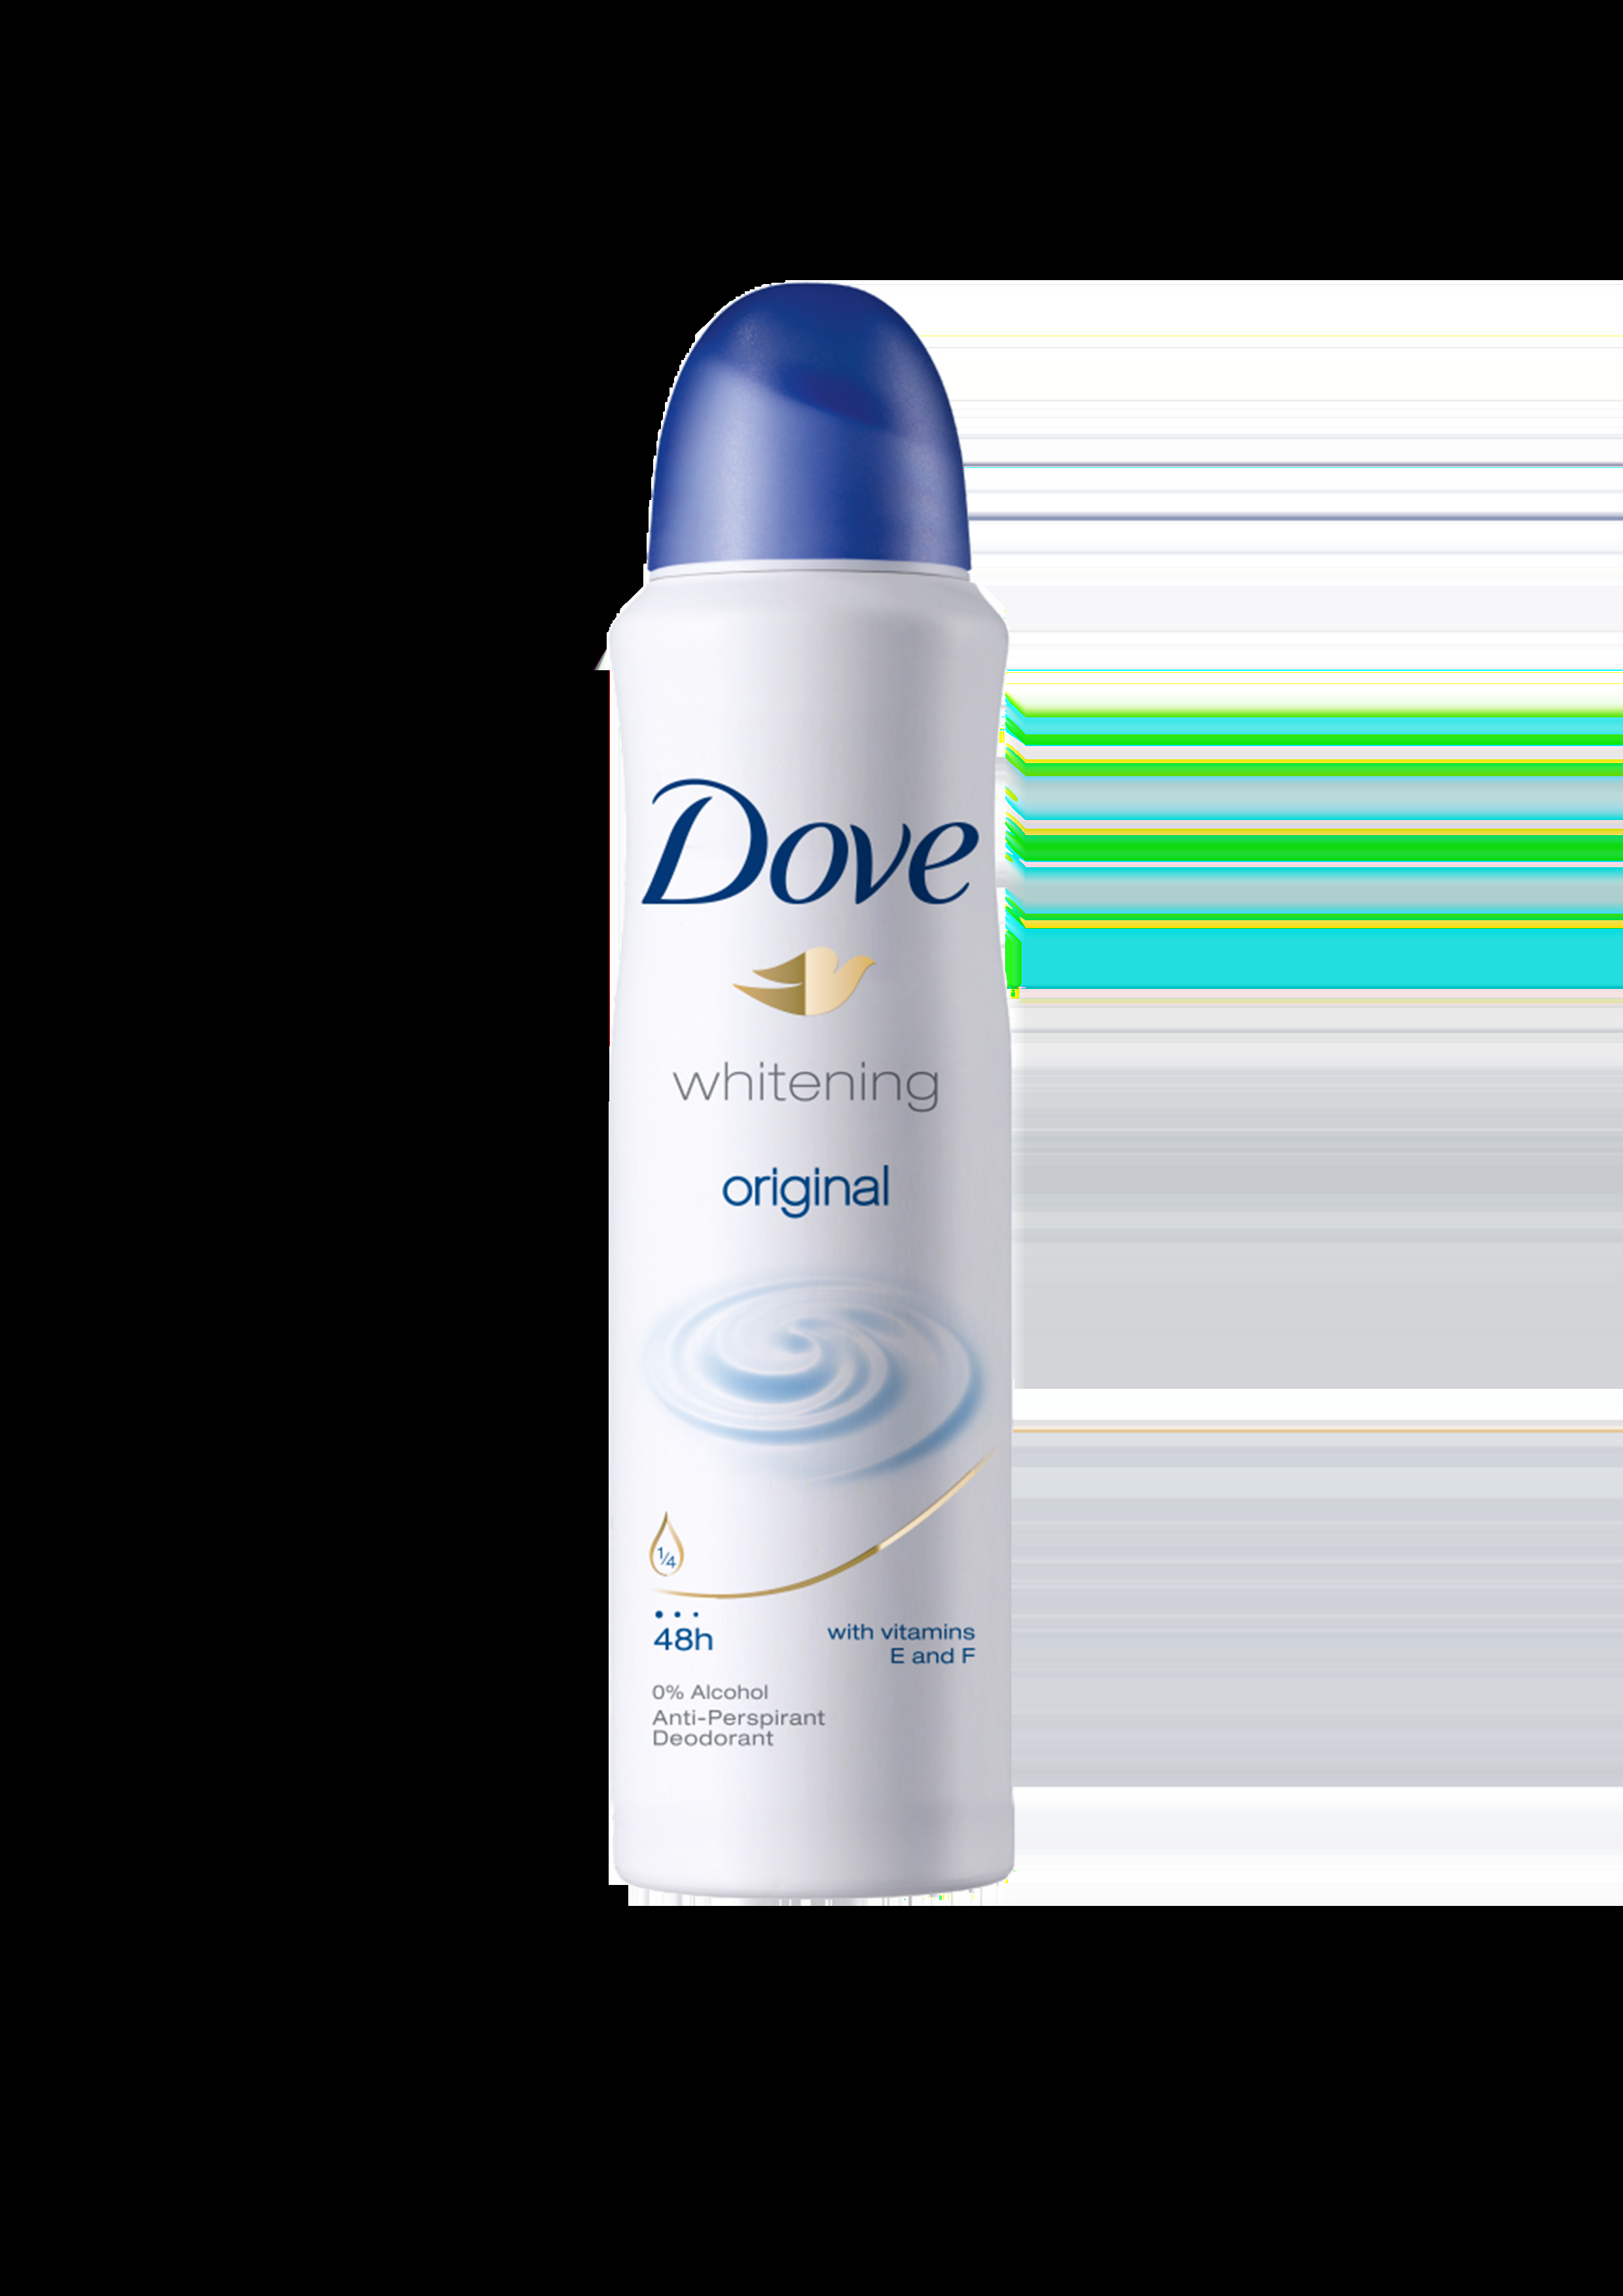 Dove
whitening
original
1/4
48h
with vitamins
E and F
0% Alcohol
Anti-Perspirant
Deodorant